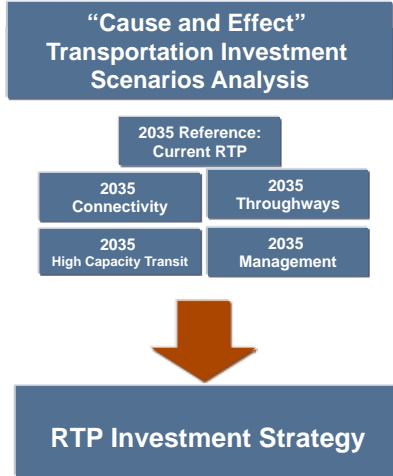 “Cause and Effect”
Transportation Investment
Scenarios Analysis
2035 Reference:
Current RTP
2035
Connectivity
2035
Throughways
2035
High Capacity Transit
2035
Management
RTP Investment Strategy